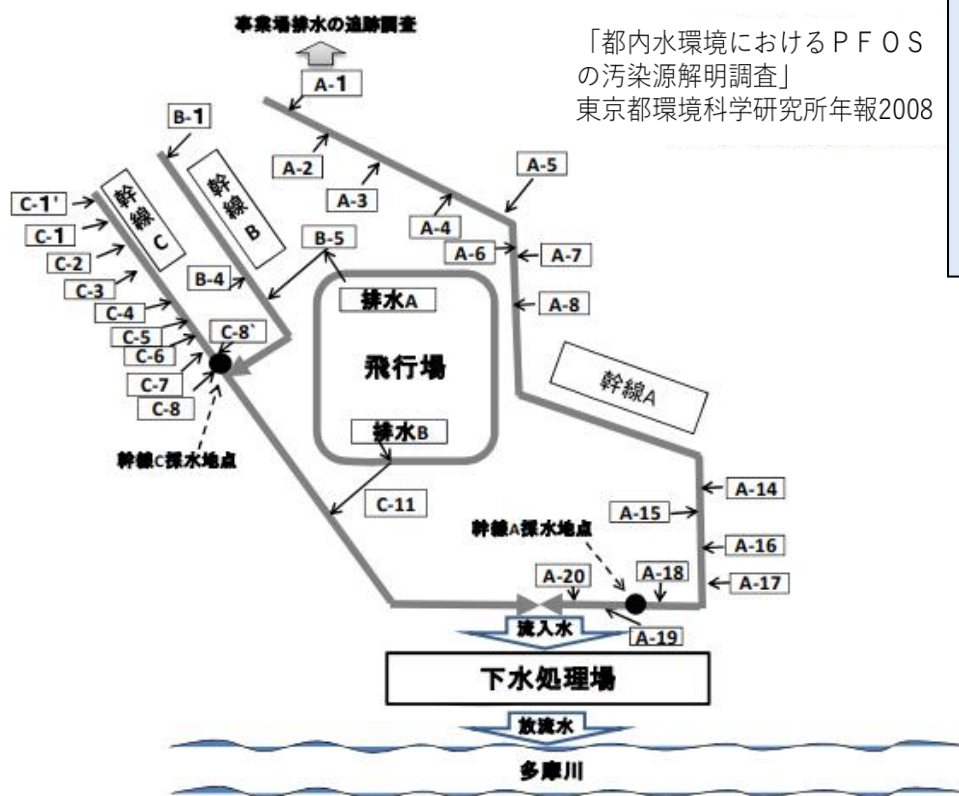 事業場排水の追跡調査
「都内水環境におけるＰＦＯＳ
の汚染源解明調査」
東京都環境科学研究所年報2008
A-1
B-1
A-2
A-5
A-3
C-1'
幹線C
幹線B
A-4
C-1
B-5
A-6
A-7
C-2
B-4
C-3
排水A
A-8
C-4
C-5
C-8`
C-6
飛行場
幹線A
C-7
C-8
排水B
幹線C採水地点
A-14
C-11
A-15
幹線A採水地点
A-16
A-20
A-18
A-17
流入水
A-19
下水処理場
放流水
多摩川